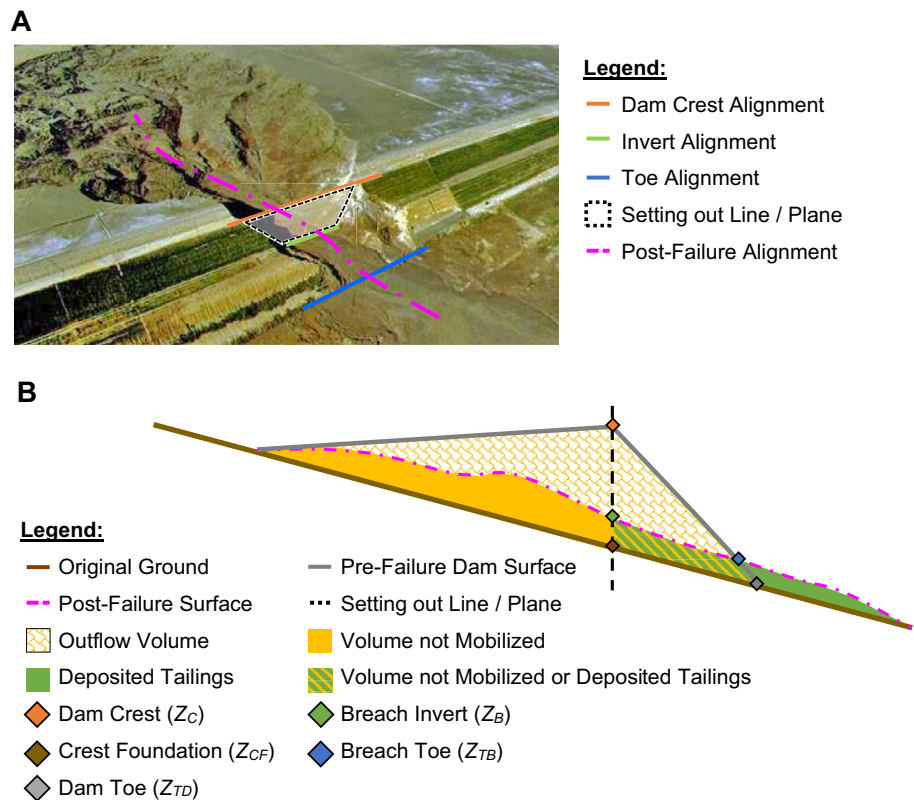 A
Legend:
Dam Crest Alignment
Invert Alignment
Toe Alignment
Setting out Line / Plane
Post-Failure Alignment
B
Legend:
Original Ground
Post-Failure Surface
Outflow Volume
Deposited Tailings
Dam Crest (ZC)
Crest Foundation (ZCF)
Dam Toe (ZTD)
Pre-Failure Dam Surface
Setting out Line / Plane
Volume not Mobilized
Volume not Mobilized or Deposited Tailings
Breach Invert (ZB)
Breach Toe (ZTB)